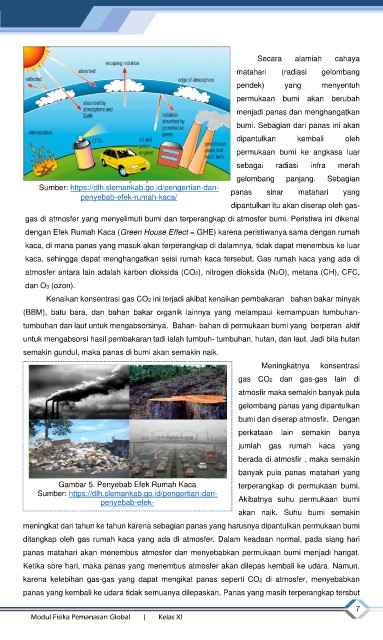 escaping radiation
absorbed
reflected
edge of atmosphere
absorbed by
atmosphere and
Earth
radiation
absorbed by
greenhouse
gases
deforestation
CFCs
oil and
petrol
engines
greenhouse
gases and
fossil fuels
Sumber: https://dlh.slemankab.go.id/pengertian-dan-
penyebab-efek-rumah-kaca/
Secara alamiah cahaya
matahari (radiasi gelombang
pendek) yang menyentuh
permukaan bumi akan berubah
menjadi panas dan menghangatkan
bumi. Sebagian dari panas ini akan
dipantulkan kembali oleh
permukaan bumi ke angkasa luar
sebagai radiasi infra merah
gelombang panjang. Sebagian
panas sinar matahari yang
dipantulkan itu akan diserap oleh gas-
gas di atmosfer yang menyelimuti bumi dan terperangkap di atmosfer bumi. Peristiwa ini dikenal
dengan Efek Rumah Kaca (Green House Effect = GHE) karena peristiwanya sama dengan rumah
kaca, di mana panas yang masuk akan terperangkap di dalamnya, tidak dapat menembus ke luar
kaca, sehingga dapat menghangatkan seisi rumah kaca tersebut. Gas rumah kaca yang ada di
atmosfer antara lain adalah karbon dioksida (CO₂), nitrogen dioksida (N₂O), metana (CH), CFC,
dan O₃ (ozon).
Kenaikan konsentrasi gas CO₂ ini terjadi akibat kenaikan pembakaran bahan bakar minyak
(BBM), batu bara, dan bahan bakar organik lainnya yang melampaui kemampuan tumbuhan-
tumbuhan dan laut untuk mengabsorsinya. Bahan- bahan di permukaan bumi yang berperan aktif
untuk mengabsorsi hasil pembakaran tadi ialah tumbuh- tumbuhan, hutan, dan laut. Jadi bila hutan
semakin gundul, maka panas di bumi akan semakin naik.
Gambar 5. Penyebab Efek Rumah Kaca
Sumber: https://dlh.slemankab.go.id/pengertian-dan-
penyebab-efek-
Meningkatnya konsentrasi
gas CO₂ dan gas-gas lain di
atmosfir maka semakin banyak pula
gelombang panas yang dipantulkan
bumi dan diserap atmosfir. Dengan
perkataan lain semakin banya
jumlah gas rumah kaca yang
berada di atmosfir , maka semakin
banyak pula panas matahari yang
terperangkap di permukaan bumi.
Akibatnya suhu permukaan bumi
akan naik. Suhu bumi semakin
meningkat dari tahun ke tahun karena sebagian panas yang harusnya dipantulkan permukaan bumi
ditangkap oleh gas rumah kaca yang ada di atmosfer. Dalam keadaan normal, pada siang hari
panas matahari akan menembus atmosfer dan menyebabkan permukaan bumi menjadi hangat.
Ketika sore hari, maka panas yang menembus atmosfer akan dilepas kembali ke udara. Namun,
karena kelebihan gas-gas yang dapat mengikat panas seperti CO₂ di atmosfer, menyebabkan
panas yang kembali ke udara tidak semuanya dilepaskan. Panas yang masih terperangkap tersbut
7
Modul Fisika Pemanasan Global | Kelas XI